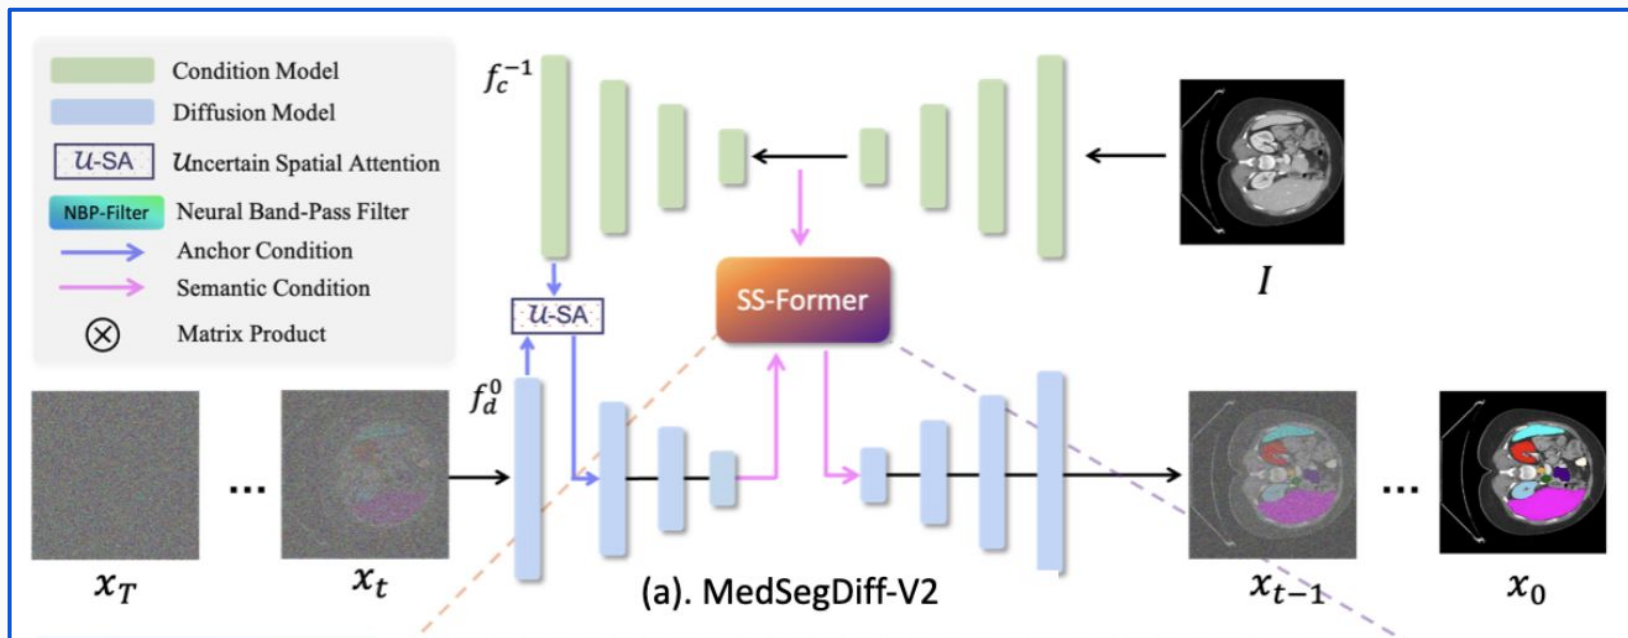 Condition Model
Diffusion Model
𝒰-SA 𝒰ncertain Spatial Attention
NBP-Filter Neural Band-Pass Filter
Anchor Condition
Semantic Condition
⊗ Matrix Product
f_c^{-1}
I
SS-Former
𝒰-SA
f_d^0
...
...
x_T
x_t
(a). MedSegDiff-V2
x_{t-1}
x_0